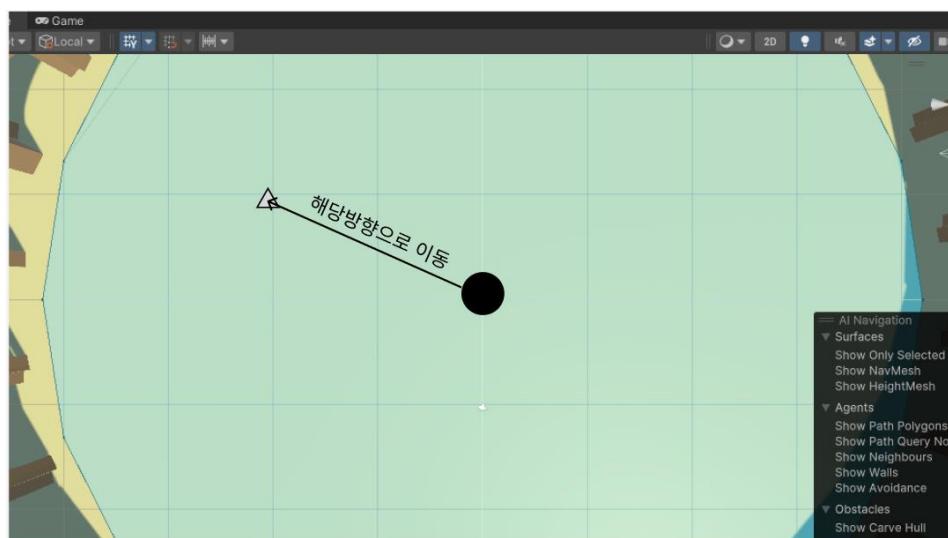 Game
Local
2D
해당방향으로 이동
AI Navigation
Surfaces
Show Only Selected
Show NavMesh
Show HeightMesh
Agents
Show Path Polygons
Show Path Query No
Show Neighbours
Show Walls
Show Avoidance
Obstacles
Show Carve Hull